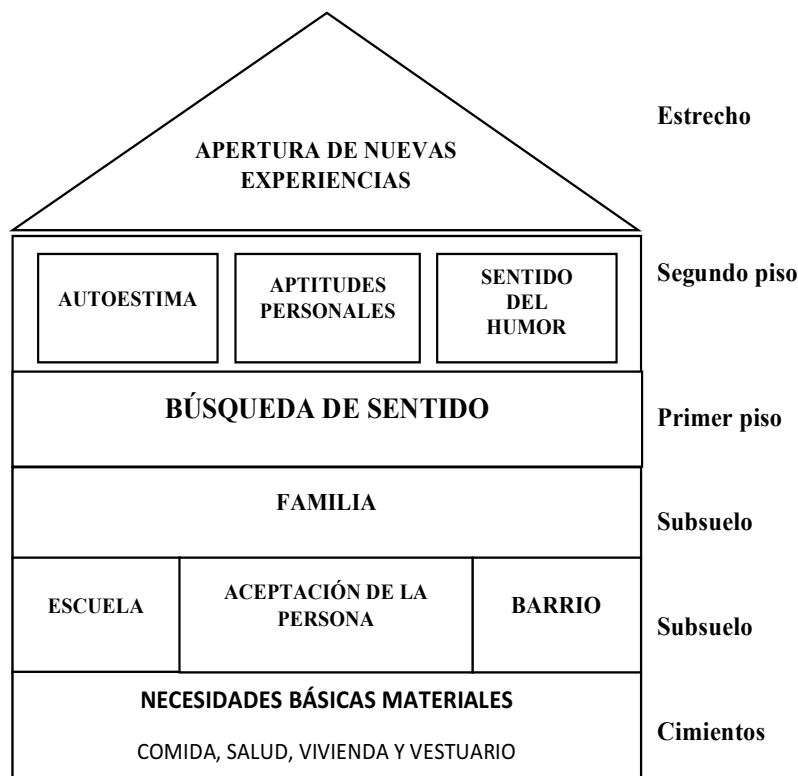 Estrecho
APERTURA DE NUEVAS
EXPERIENCIAS
Segundo piso
AUTOESTIMA
APTITUDES
PERSONALES
SENTIDO
DEL
HUMOR
BÚSQUEDA DE SENTIDO
Primer piso
FAMILIA
Subsuelo
ESCUELA
ACEPTACIÓN DE LA
PERSONA
BARRIO
Subsuelo
NECESIDADES BÁSICAS MATERIALES
COMIDA, SALUD, VIVIENDA Y VESTUARIO
Cimientos